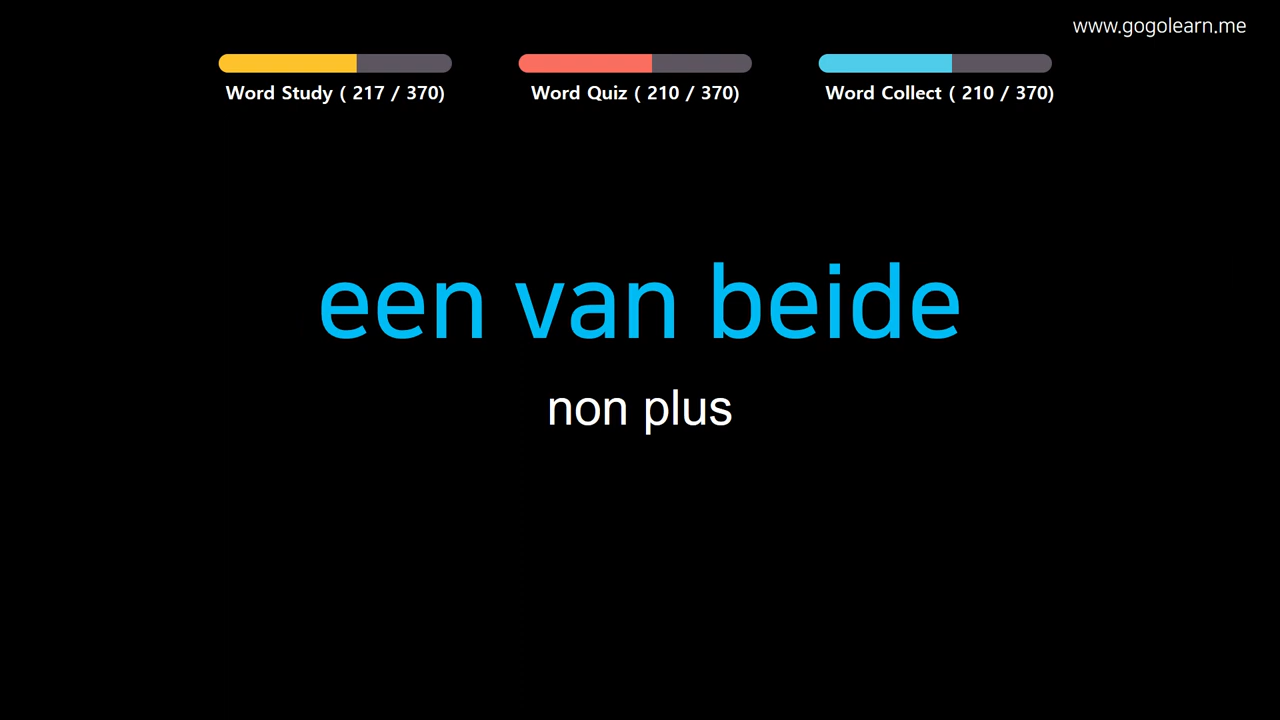 www.gogolearn.me
Word Study ( 217 / 370)
Word Quiz ( 210 / 370)
Word Collect ( 210 / 370)
een van beide
non plus